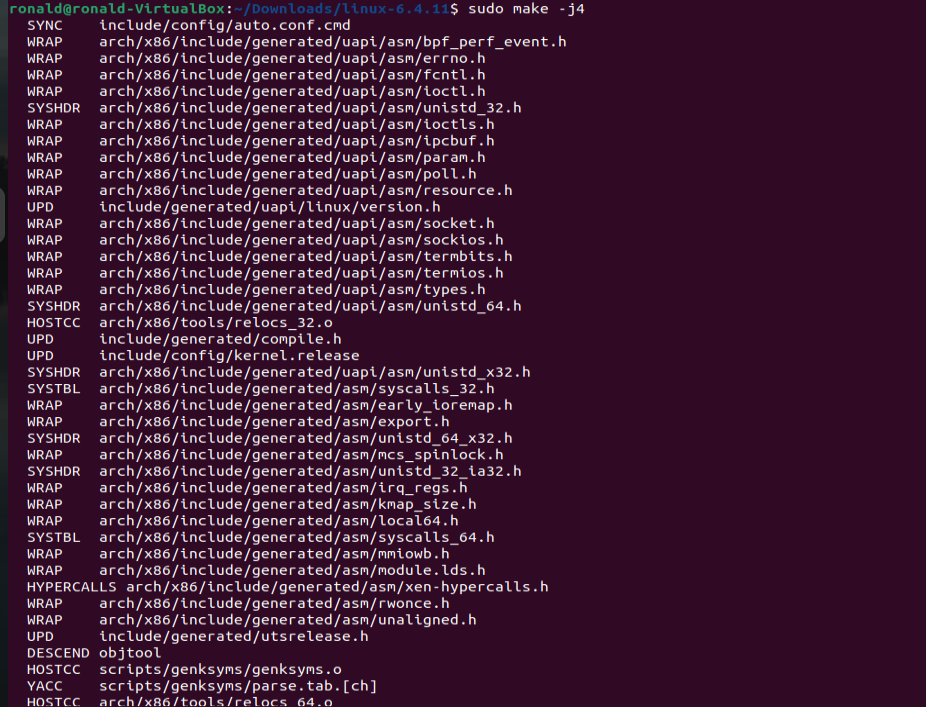 ronald@ronald-VirtualBox:~/Downloads/linux-6.4.11$ sudo make -j4
SYNC    include/config/auto.conf.cmd
WRAP    arch/x86/include/generated/uapi/asm/bpf_perf_event.h
WRAP    arch/x86/include/generated/uapi/asm/errno.h
WRAP    arch/x86/include/generated/uapi/asm/fcntl.h
WRAP    arch/x86/include/generated/uapi/asm/ioctl.h
SYSHDR  arch/x86/include/generated/uapi/asm/unistd_32.h
WRAP    arch/x86/include/generated/uapi/asm/ioctls.h
WRAP    arch/x86/include/generated/uapi/asm/ipcbuf.h
WRAP    arch/x86/include/generated/uapi/asm/param.h
WRAP    arch/x86/include/generated/uapi/asm/poll.h
WRAP    arch/x86/include/generated/uapi/asm/resource.h
UPD     include/generated/uapi/linux/version.h
WRAP    arch/x86/include/generated/uapi/asm/socket.h
WRAP    arch/x86/include/generated/uapi/asm/sockios.h
WRAP    arch/x86/include/generated/uapi/asm/termbits.h
WRAP    arch/x86/include/generated/uapi/asm/termios.h
WRAP    arch/x86/include/generated/uapi/asm/types.h
SYSHDR  arch/x86/include/generated/uapi/asm/unistd_64.h
HOSTCC  arch/x86/tools/relocs_32.o
UPD     include/generated/compile.h
UPD     include/config/kernel.release
SYSHDR  arch/x86/include/generated/uapi/asm/unistd_x32.h
SYSTBL  arch/x86/include/generated/asm/syscalls_32.h
WRAP    arch/x86/include/generated/asm/early_ioremap.h
WRAP    arch/x86/include/generated/asm/export.h
SYSHDR  arch/x86/include/generated/asm/unistd_64_x32.h
WRAP    arch/x86/include/generated/asm/mcs_spinlock.h
SYSHDR  arch/x86/include/generated/asm/unistd_32_ia32.h
WRAP    arch/x86/include/generated/asm/irq_regs.h
WRAP    arch/x86/include/generated/asm/kmap_size.h
WRAP    arch/x86/include/generated/asm/local64.h
SYSTBL  arch/x86/include/generated/asm/syscalls_64.h
WRAP    arch/x86/include/generated/asm/mmiowb.h
WRAP    arch/x86/include/generated/asm/module.lds.h
HYPERCALLS arch/x86/include/generated/asm/xen-hypercalls.h
WRAP    arch/x86/include/generated/asm/rwonce.h
WRAP    arch/x86/include/generated/asm/unaligned.h
UPD     include/generated/utsrelease.h
DESCEND objtool
HOSTCC  scripts/genksyms/genksyms.o
YACC    scripts/genksyms/parse.tab.[ch]
HOSTCC  arch/x86/tools/relocs_64.o